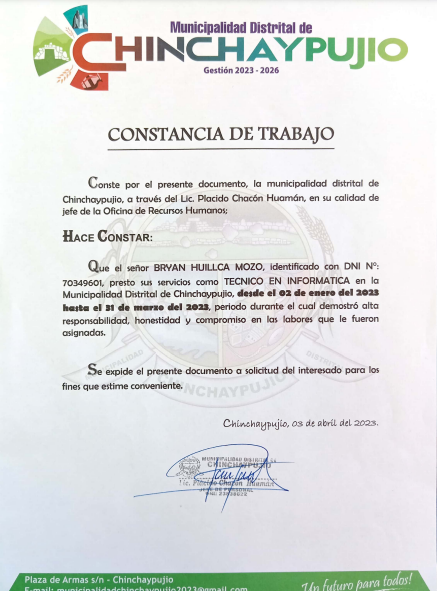 Municipalidad Distrital de
CHINCHAYPUJIO
Gestión 2023 - 2026
CONSTANCIA DE TRABAJO
Conste por el presente documento, la municipalidad distrital de
Chinchaypujio, a través del Lic. Placido Chacón Huamán, en su calidad de
jefe de la Oficina de Recursos Humanos;
HACE CONSTAR:
Que el señor BRYAN HUILLCA MOZO, identificado con DNI N°:
70349601, presto sus servicios como TECNICO EN INFORMATICA en la
Municipalidad Distrital de Chinchaypujio, desde el 02 de enero del 2023
hasta el 31 de marzo del 2023, periodo durante el cual demostró alta
responsabilidad, honestidad y compromiso en las labores que le fueron
asignadas.
Se expide el presente documento a solicitud del interesado para los
fines que estime conveniente.
CHINCHAYPUJIO
Chinchaypujio, 03 de abril del 2023.
MUNICIPALIDAD DISTRITAL DE
CHINCHAYPUJIO
Lic. Placido Chacón Huamán
JEFE DE PERSONAL
Plaza de Armas s/n - Chinchaypujio
E-mail: municipalidadchinchaypujio2023@gmail.com
Un futuro para todos!